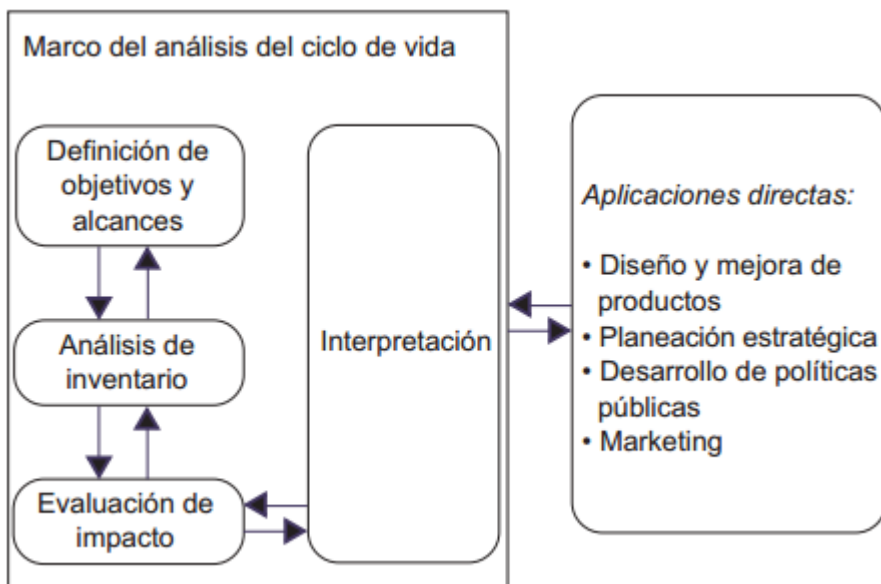 Marco del análisis del ciclo de vida
Definición de
objetivos y
alcances
Análisis de
inventario
Evaluación de
impacto
Interpretación
Aplicaciones directas:
• Diseño y mejora de
productos
• Planeación estratégica
• Desarrollo de políticas
públicas
• Marketing